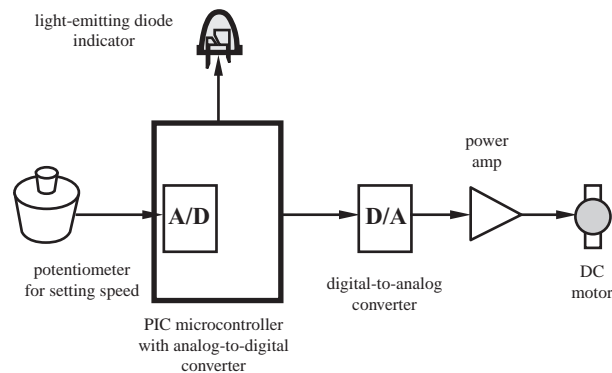 light-emitting diode
indicator
power
amp
A/D
D/A
potentiometer
for setting speed
digital-to-analog
converter
DC
motor
PIC microcontroller
with analog-to-digital
converter